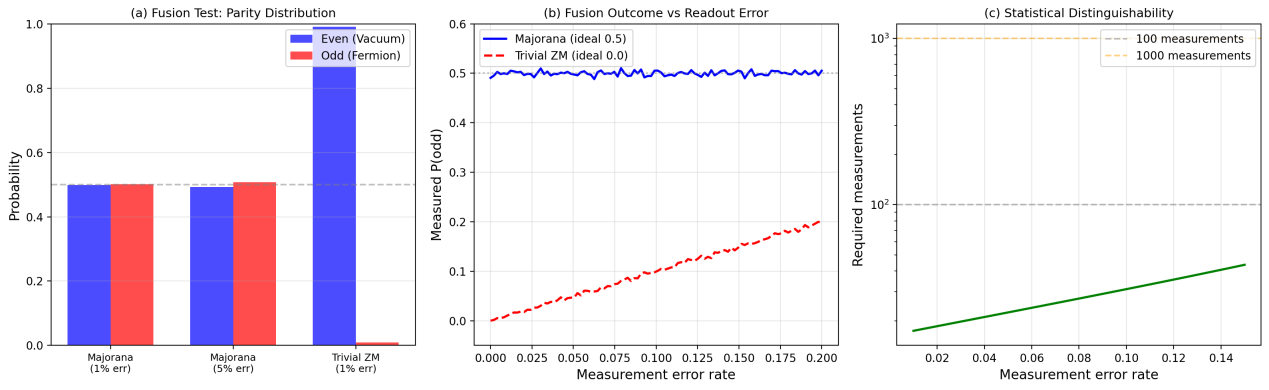 (a) Fusion Test: Parity Distribution
Probability
1.0
0.8
0.6
0.4
0.2
0.0
Even (Vacuum)
Odd (Fermion)
Majorana
(1% err)
Majorana
(5% err)
Trivial ZM
(1% err)
(b) Fusion Outcome vs Readout Error
Measured P(odd)
0.6
0.5
0.4
0.3
0.2
0.1
0.0
Majorana (ideal 0.5)
Trivial ZM (ideal 0.0)
0.000 0.025 0.050 0.075 0.100 0.125 0.150 0.175 0.200
Measurement error rate
(c) Statistical Distinguishability
Required measurements
10³
10²
100 measurements
1000 measurements
0.02 0.04 0.06 0.08 0.10 0.12 0.14
Measurement error rate